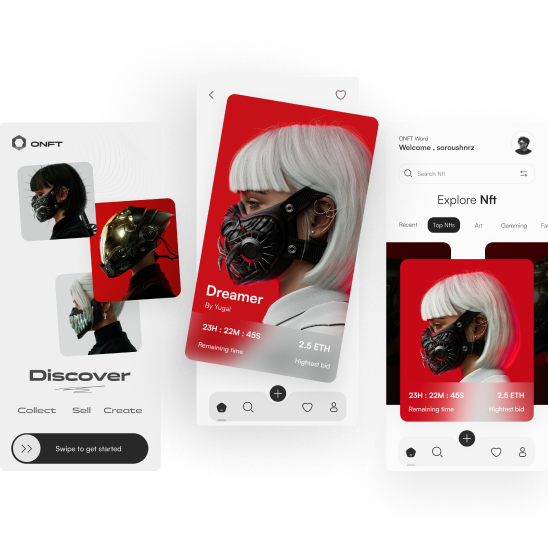 ONFT
Discover
Collect Sell Create
Swipe to get started
Dreamer
By Yugal
23H : 22M : 45S
2.5 ETH
Remaining time
Hightest bid
ONFT Word
Welcome , soroushnrz
Search Nft
Explore Nft
Recent Top Nfts Art Gemming Fa
23H : 22M : 45S 2.5 ETH
Remaining time Hightest bid